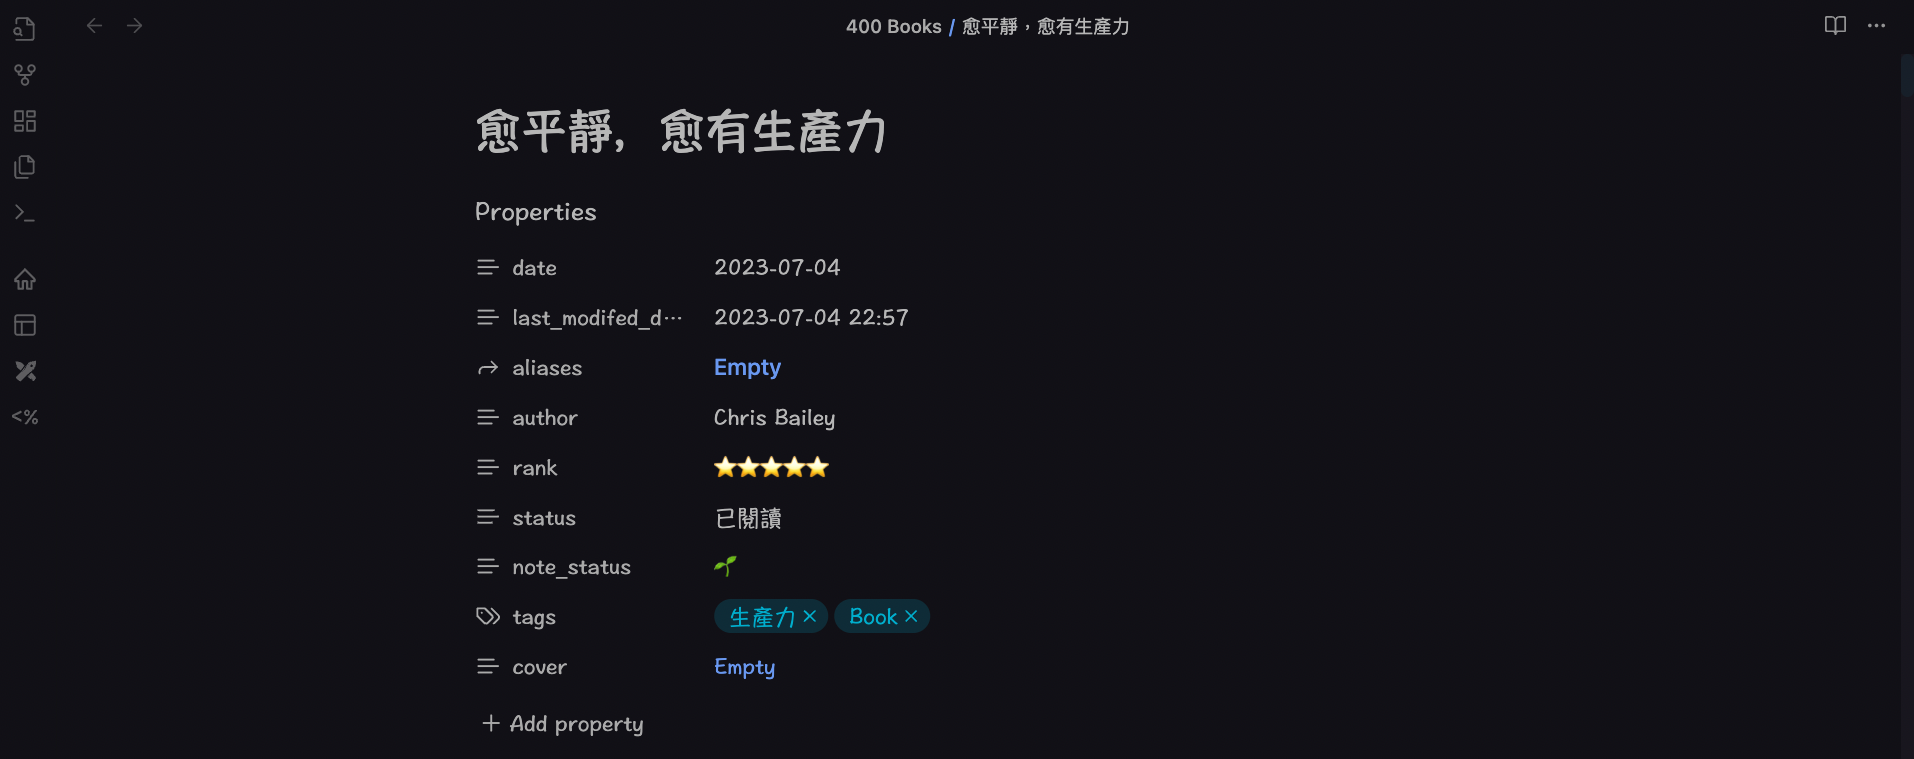 400 Books / 愈平靜，愈有生產力
愈平靜，愈有生產力
Properties
date 2023-07-04
last_modifed_d… 2023-07-04 22:57
aliases Empty
author Chris Bailey
rank ⭐⭐⭐⭐⭐
status 已閱讀
note_status 🌱
tags 生產力 × Book ×
cover Empty
+ Add property
<%